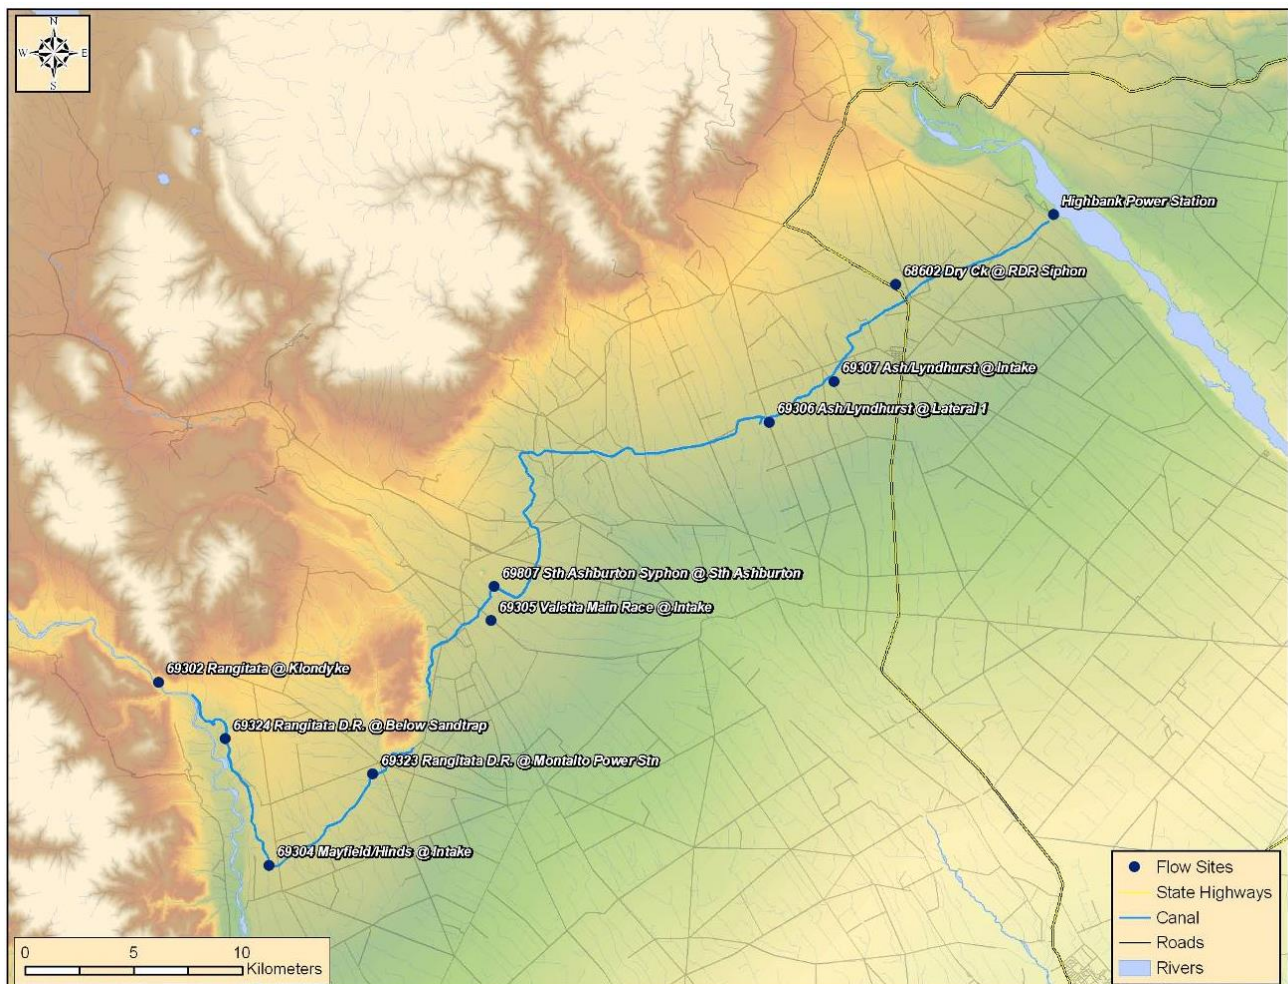 N
W E
S
Highbank Power Station
68602 Dry Ck @ RDR Siphon
69307 Ash/Lyndhurst @ Intake
69306 Ash/Lyndhurst @ Lateral 1
69807 Sth Ashburton Syphon @ Sth Ashburton
69305 Valetta Main Race @ Intake
69302 Rangitata @ Klondyke
69324 Rangitata D.R. @ Below Sandtrap
69323 Rangitata D.R. @ Montalto Power Stn
69304 Mayfield/Hinds @ Intake
0 5 10
Kilometers
Flow Sites
State Highways
Canal
Roads
Rivers